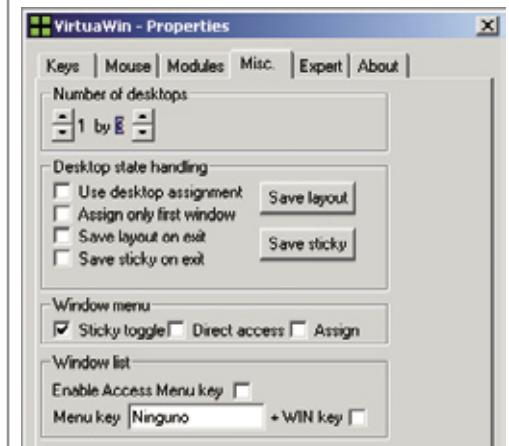 VirtuaWin - Properties
Keys Mouse Modules Misc. Expert About
Number of desktops
1 by
Desktop state handling
Use desktop assignment
Save layout
Assign only first window
Save layout on exit
Save sticky
Save sticky on exit
Window menu
Sticky toggle Direct access Assign
Window list
Enable Access Menu key
Menu key Ninguno + WIN key